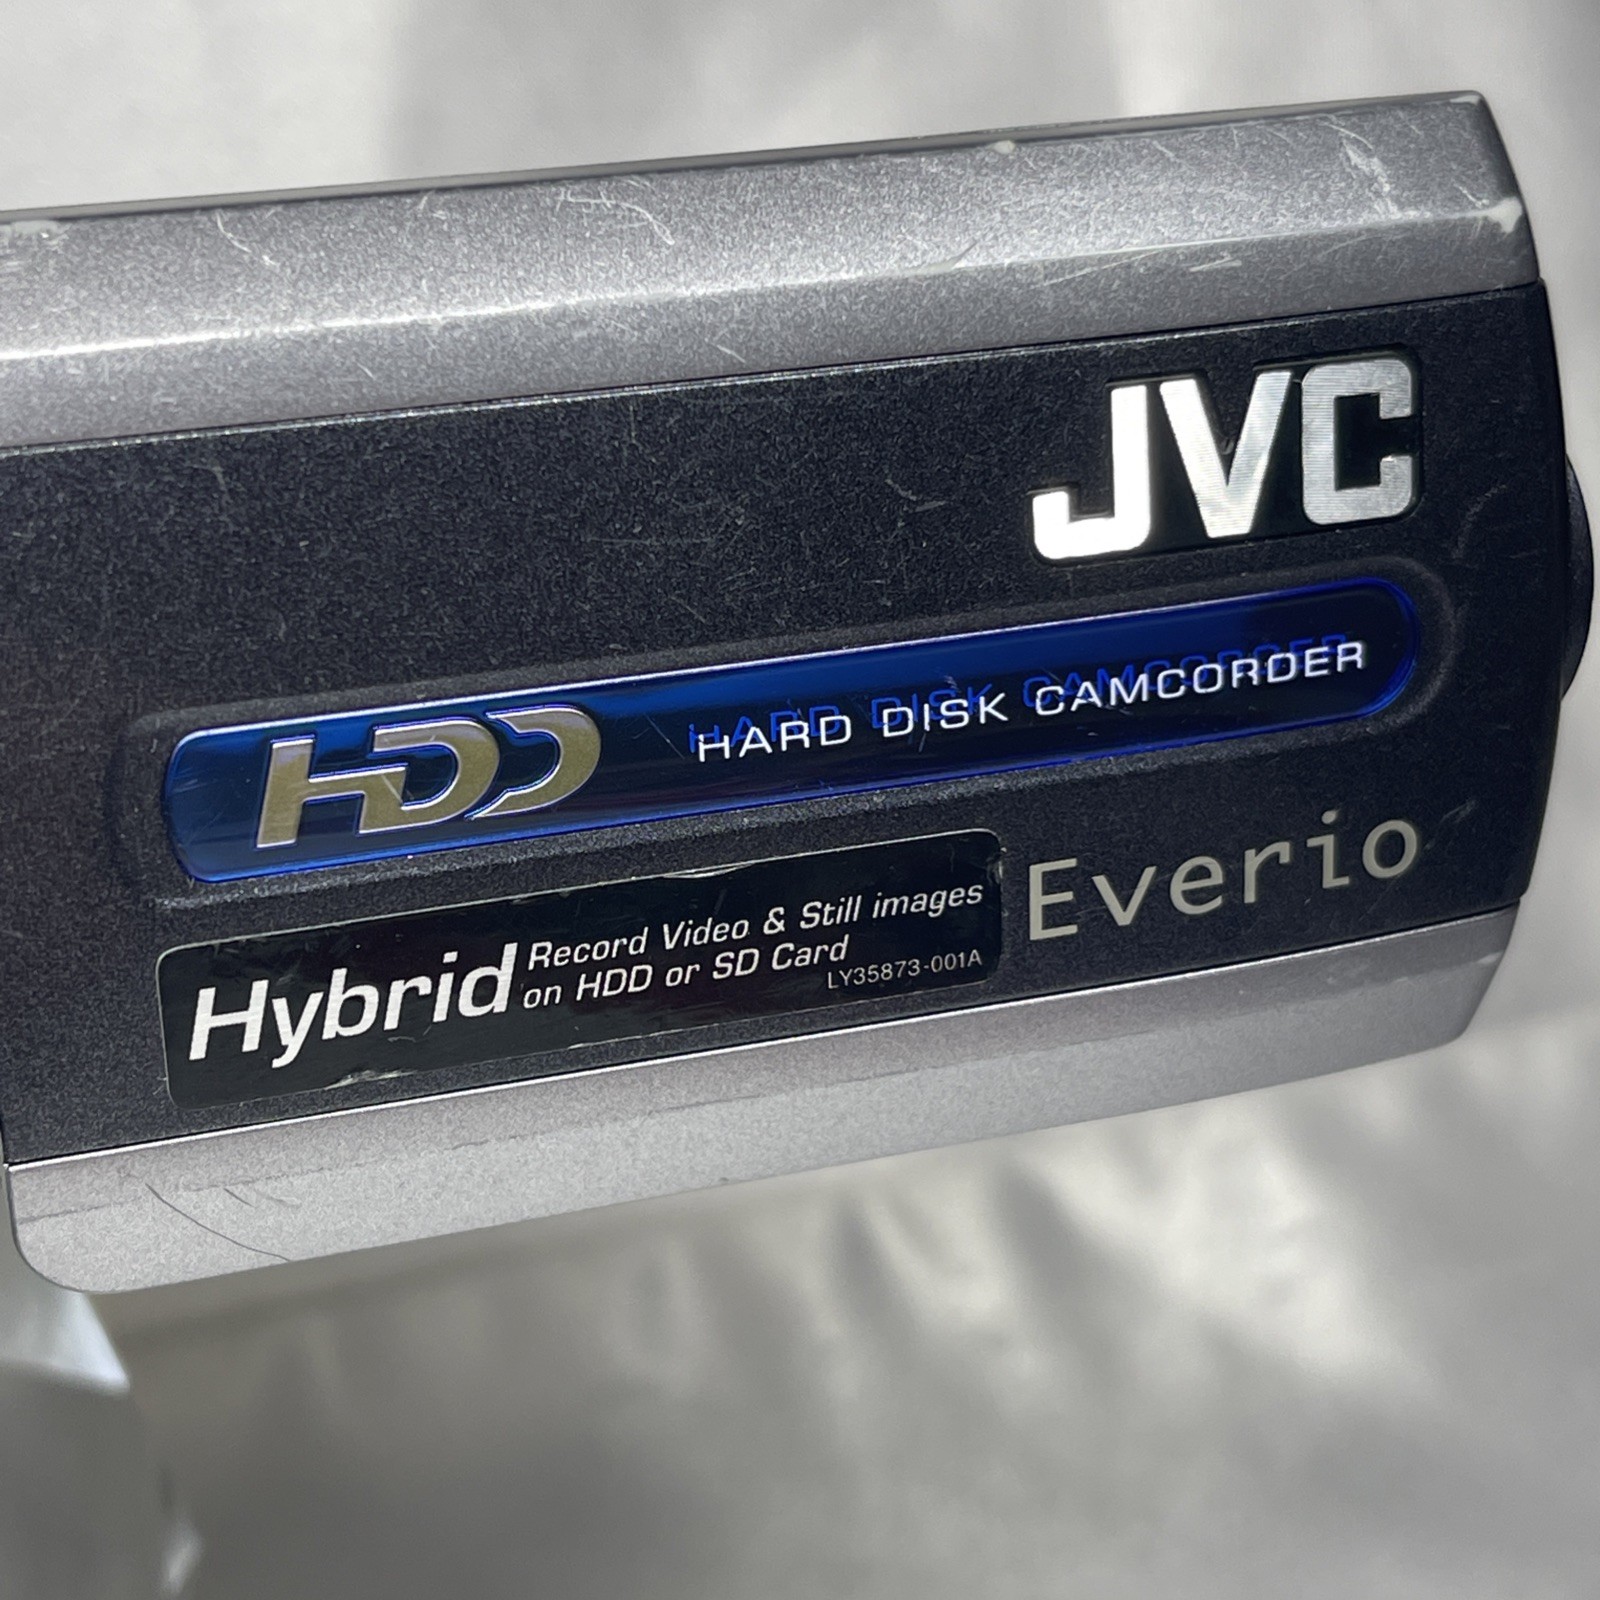 JVC
HDD HARD DISK CAMCORDER
Everio
Hybrid Record Video & Still images
on HDD or SD Card
LY35873-001A